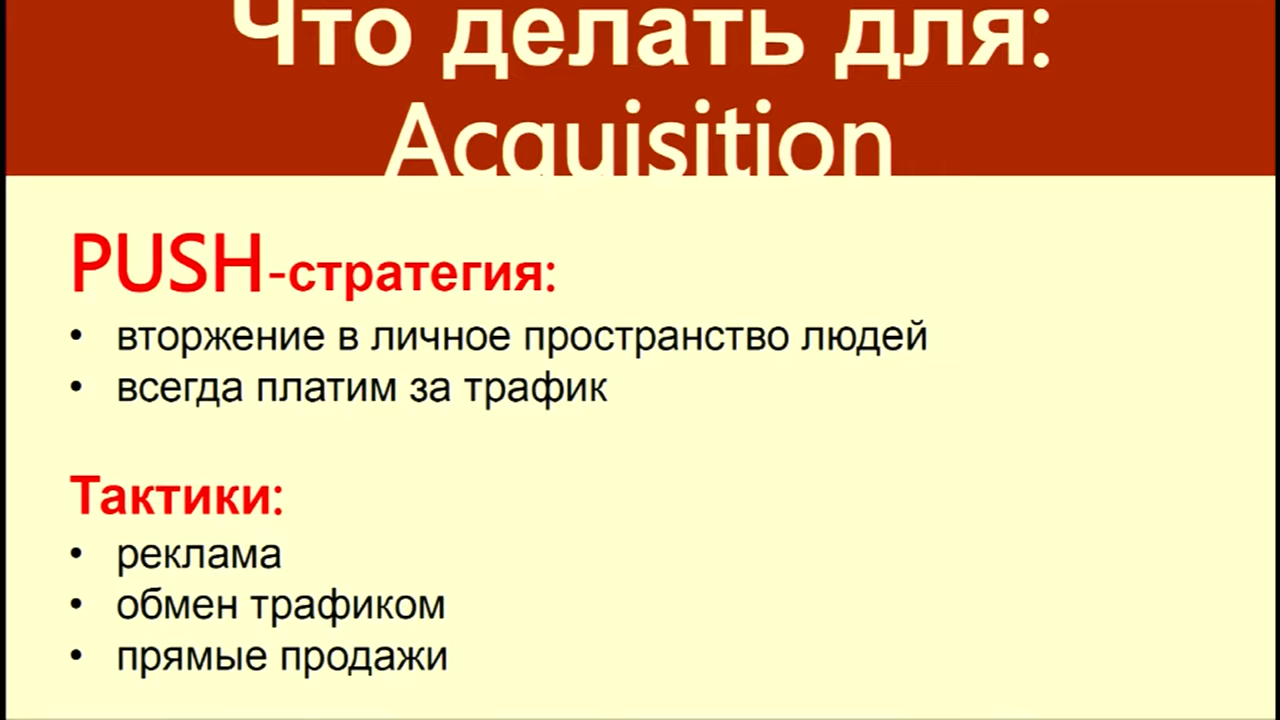 Что делать для:
Acquisition
PUSH-стратегия:
• вторжение в личное пространство людей
• всегда платим за трафик
Тактики:
• реклама
• обмен трафиком
• прямые продажи